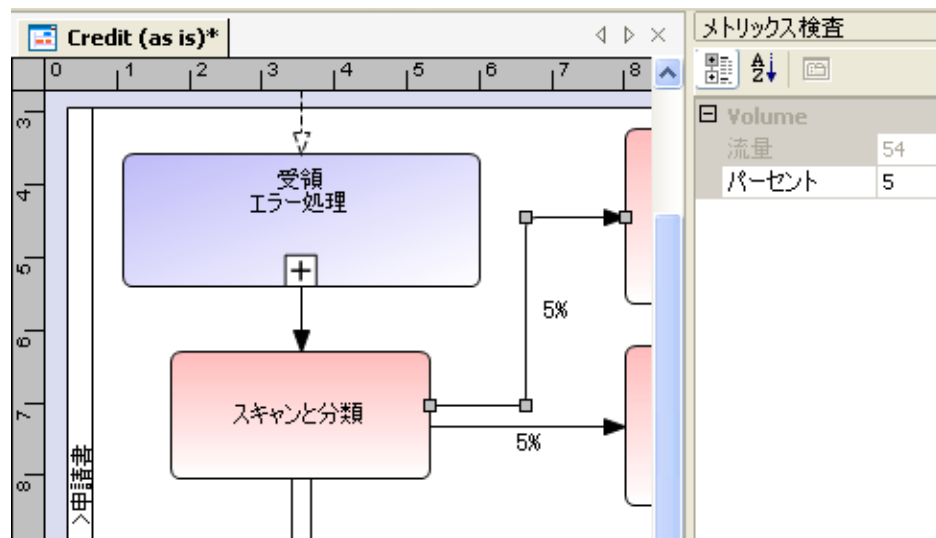 Credit (as is)*
メトリックス検査
0 1 2 3 4 5 6 7 8
Volume
流量 54
パーセント 5
3
4
5
6
7
8
受領
エラー処理
5%
スキャンと分類
5%
>申請書